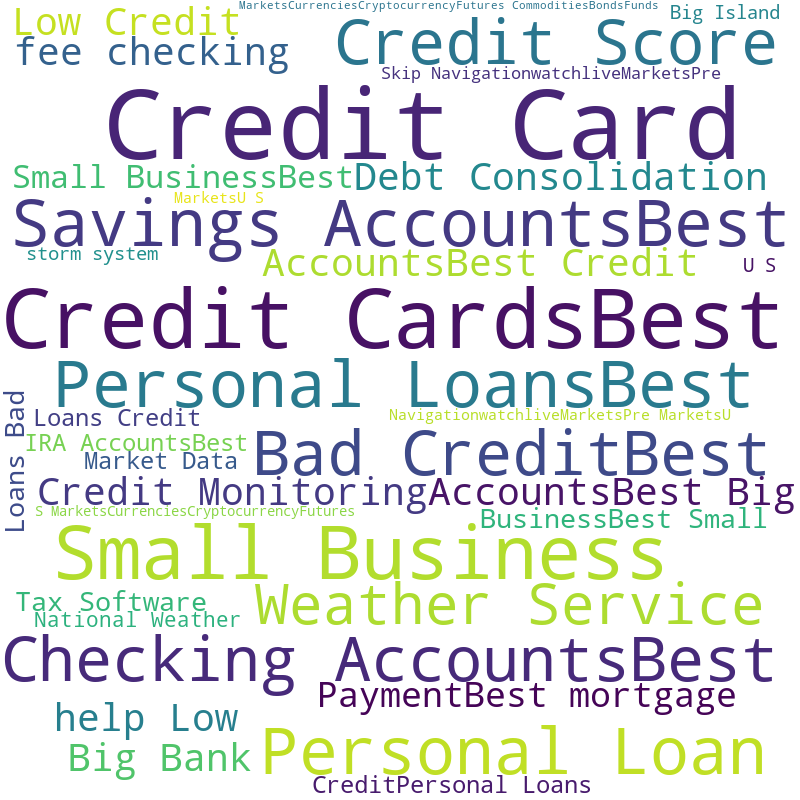 MarketsCurrenciesCryptocurrencyFutures CommoditiesBondsFunds
Low Credit
Big Island
fee checking
Credit Score
Skip NavigationwatchliveMarketsPre
Credit Card
Small BusinessBest
Debt Consolidation
MarketsU S
Savings AccountsBest
storm system
AccountsBest Credit
U S
Credit CardsBest
Personal LoansBest
Loans Bad
Loans Credit
NavigationwatchliveMarketsPre MarketsU
IRA AccountsBest
Bad CreditBest
Market Data
Credit Monitoring
AccountsBest Big
S MarketsCurrenciesCryptocurrencyFutures
BusinessBest Small
Small Business
Tax Software
Weather Service
National Weather
Checking AccountsBest
PaymentBest mortgage
help Low
Personal Loan
Big Bank
CreditPersonal Loans